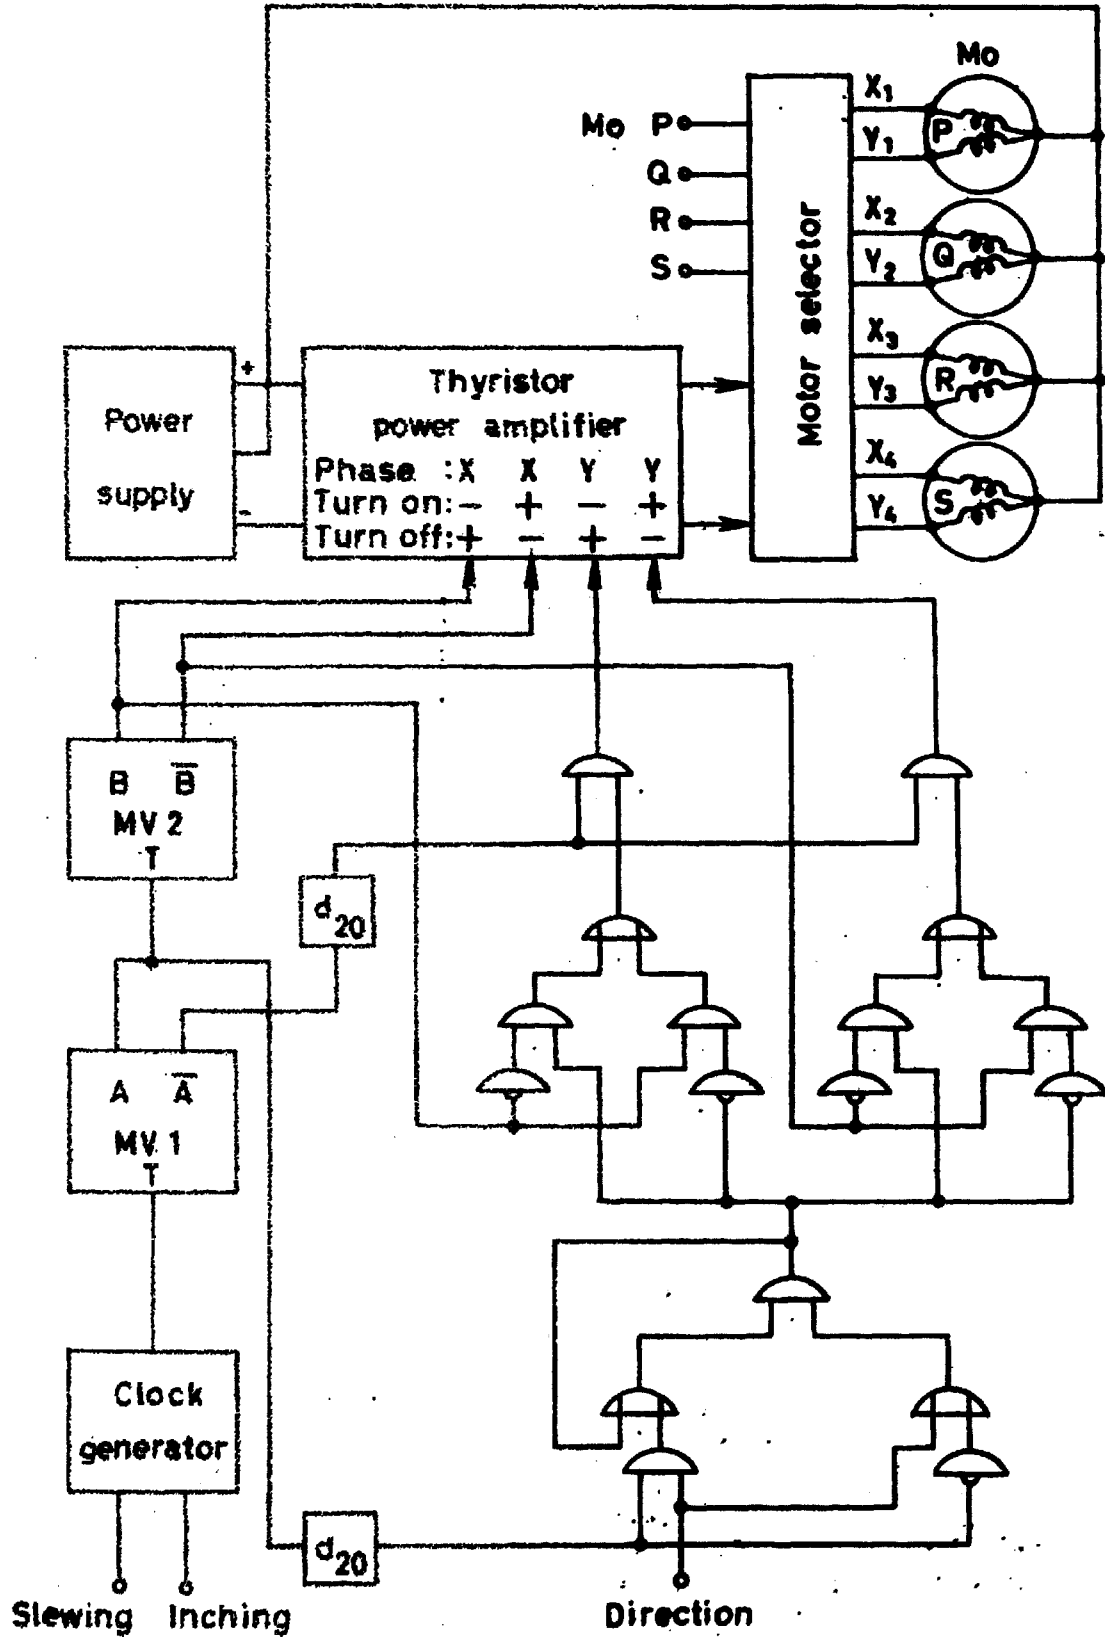 Mo
X1
Mo P
P
Y1
Q
X2
Q
Y2
R
S
Motor selector
X3
R
Y3
X4
S
Y4
Power
supply
+
-
Thyristor
power amplifier
Phase : X X Y Y
Turn on: - + - +
Turn off: + - + -
B B̅
MV 2
T
d20
A A̅
MV 1
T
Clock
generator
d20
Slewing Inching
Direction